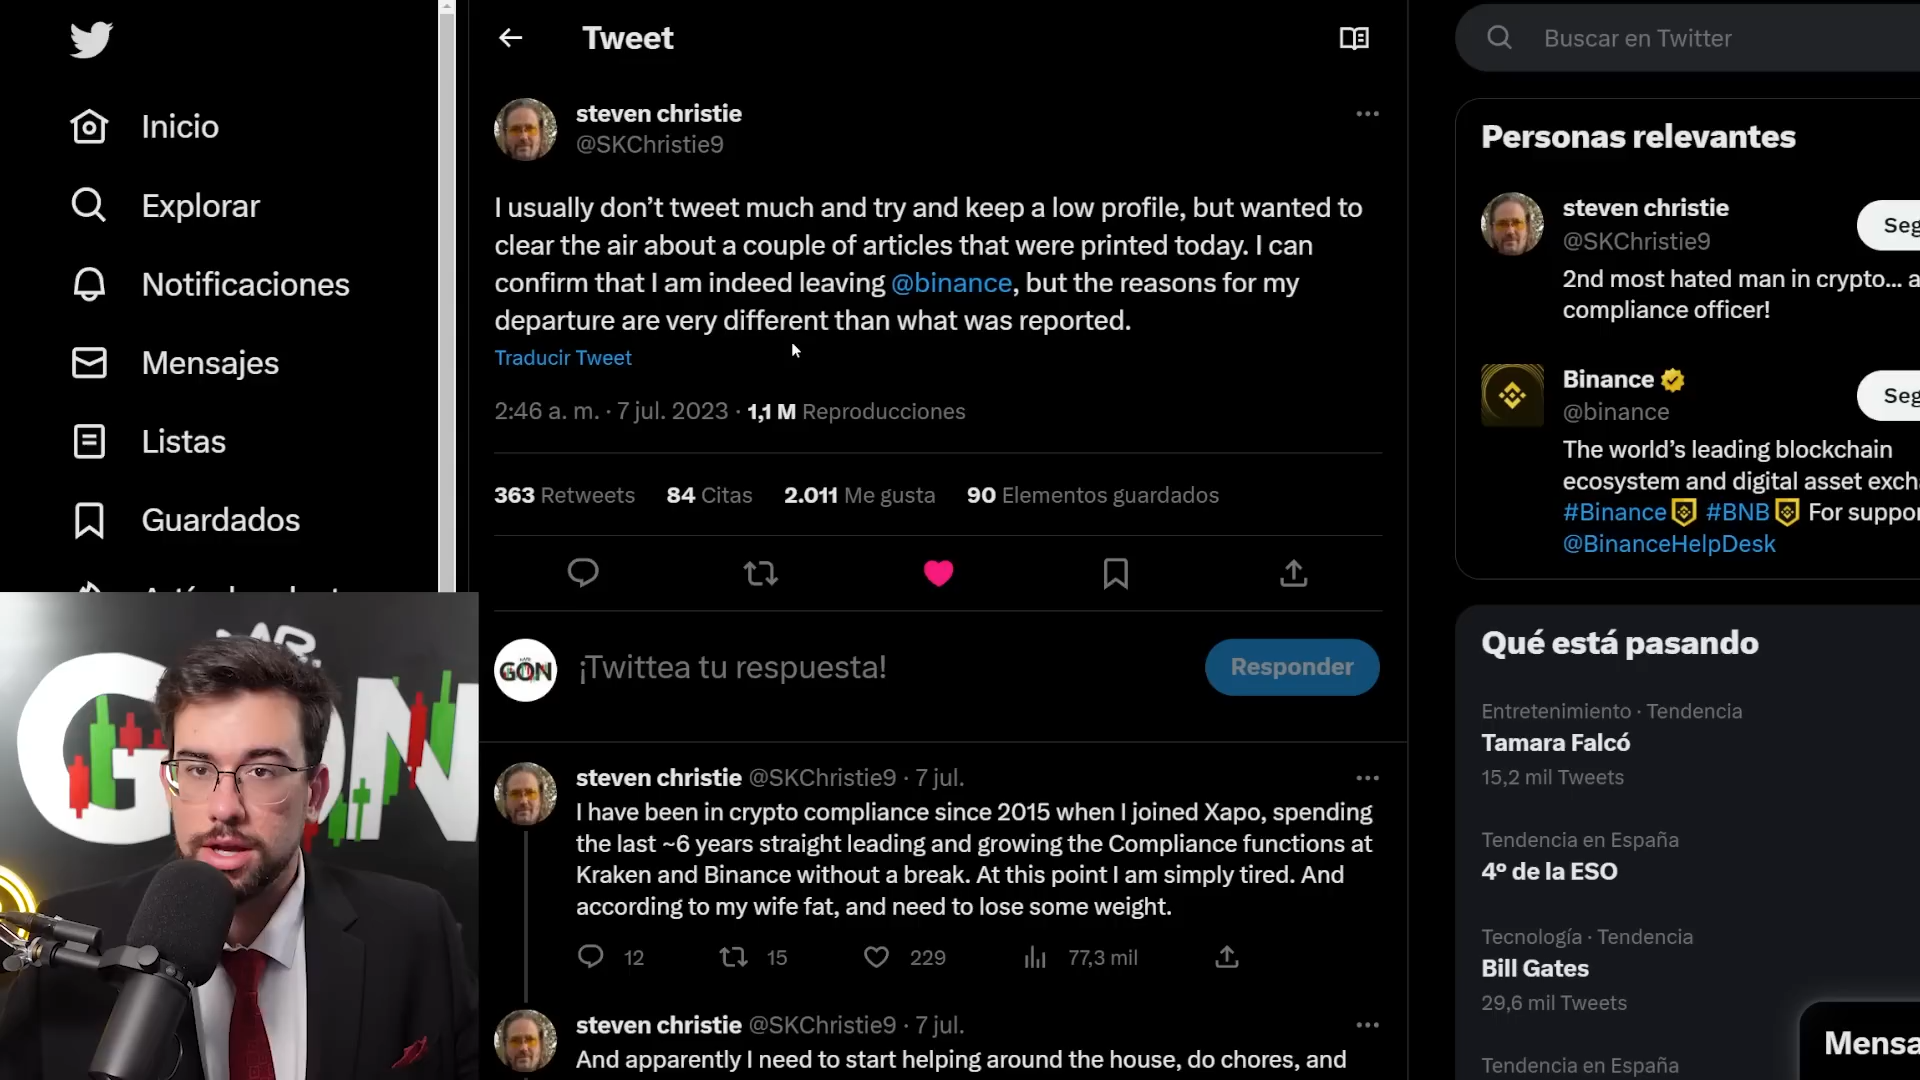 Tweet
Buscar en Twitter
Inicio
Explorar
Notificaciones
Mensajes
Listas
Guardados
steven christie
@SKChristie9
I usually don’t tweet much and try and keep a low profile, but wanted to
clear the air about a couple of articles that were printed today. I can
confirm that I am indeed leaving @binance, but the reasons for my
departure are very different than what was reported.
Traducir Tweet
2:46 a. m. · 7 jul. 2023 · 1,1 M Reproducciones
363 Retweets 84 Citas 2.011 Me gusta 90 Elementos guardados
GON
¡Twittea tu respuesta!
Responder
steven christie @SKChristie9 · 7 jul.
I have been in crypto compliance since 2015 when I joined Xapo, spending
the last ~6 years straight leading and growing the Compliance functions at
Kraken and Binance without a break. At this point I am simply tired. And
according to my wife fat, and need to lose some weight.
12 15 229 77,3 mil
steven christie @SKChristie9 · 7 jul.
And apparently I need to start helping around the house, do chores, and
Personas relevantes
steven christie
@SKChristie9
Seg
2nd most hated man in crypto... a
compliance officer!
Binance
@binance
Seg
The world’s leading blockchain
ecosystem and digital asset exch
#Binance #BNB For suppor
@BinanceHelpDesk
Qué está pasando
Entretenimiento · Tendencia
Tamara Falcó
15,2 mil Tweets
Tendencia en España
4º de la ESO
Tecnología · Tendencia
Bill Gates
29,6 mil Tweets
Tendencia en España
Mensa
MR.
GON